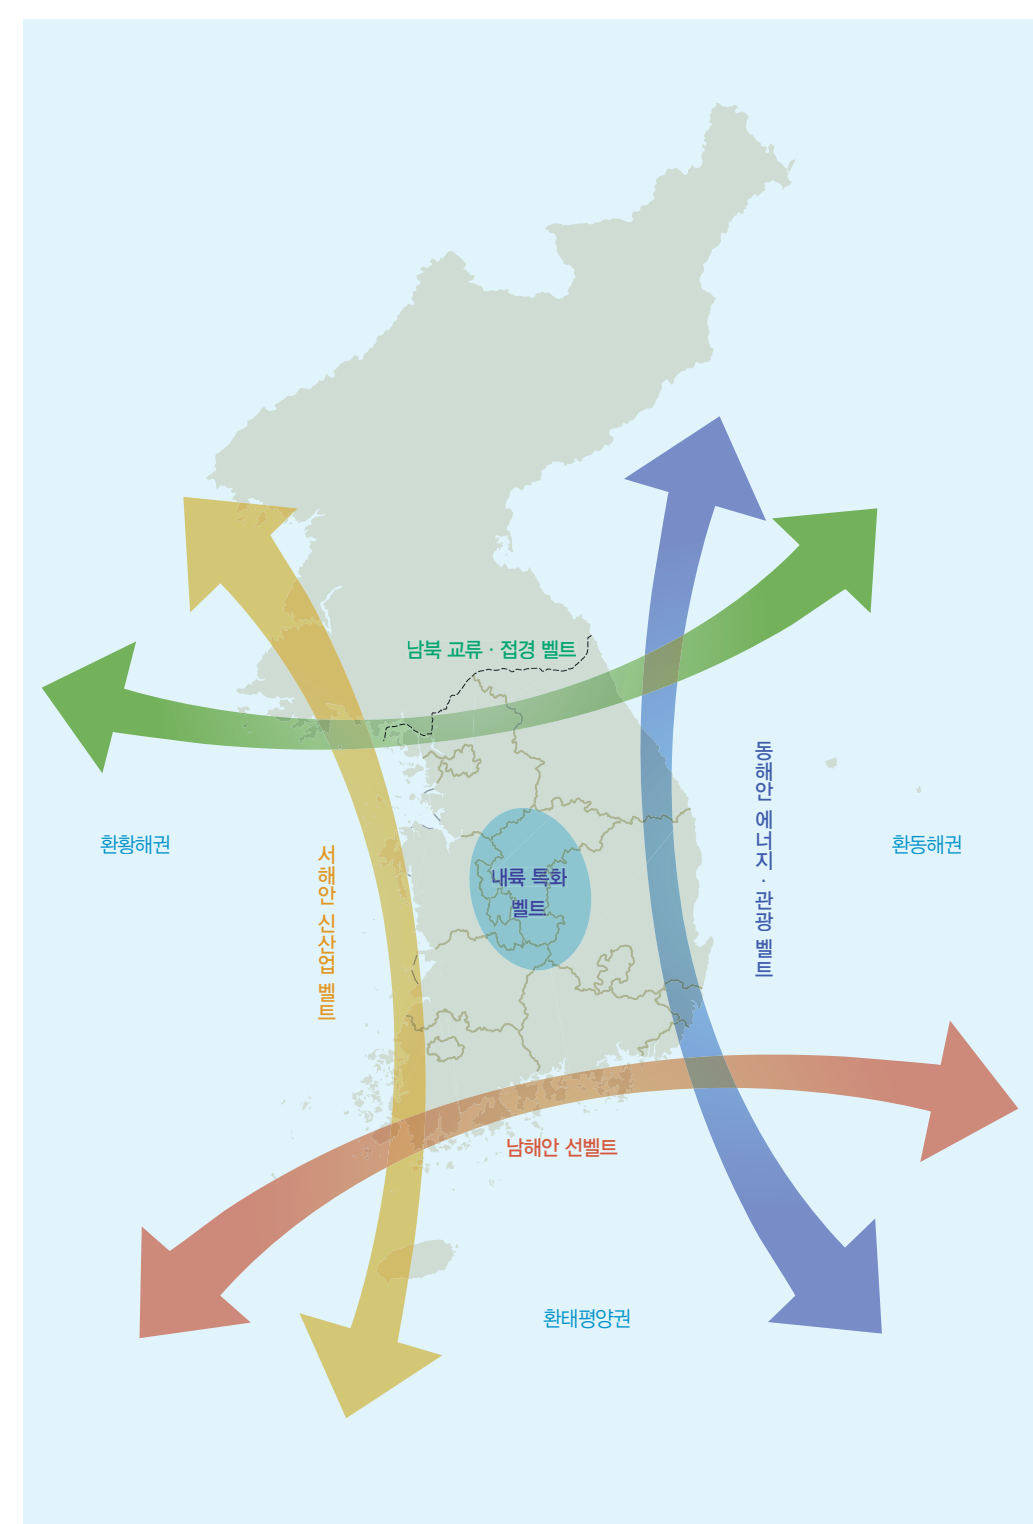 남북 교류 · 접경 벨트
동해안 에너지 · 관광 벨트
환황해권
환동해권
서해안 신산업 벨트
내륙 특화
벨트
남해안 선벨트
환태평양권